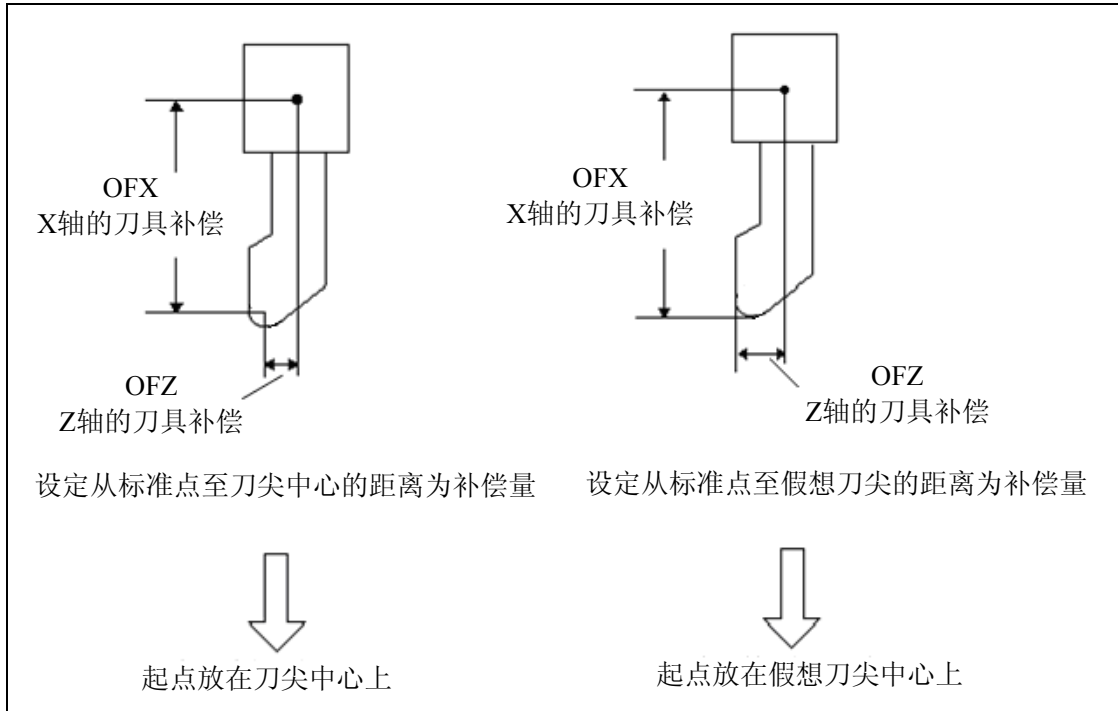 OFX
X轴的刀具补偿
OFZ
Z轴的刀具补偿
设定从标准点至刀尖中心的距离为补偿量
起点放在刀尖中心上
OFX
X轴的刀具补偿
OFZ
Z轴的刀具补偿
设定从标准点至假想刀尖的距离为补偿量
起点放在假想刀尖中心上